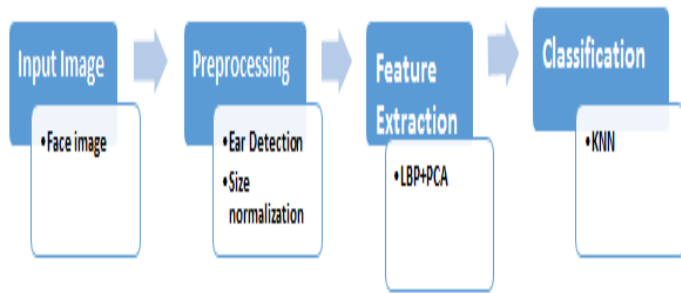 Input Image
•Face image
Preprocessing
•Ear Detection
•Size
normalization
Feature
Extraction
•LBP+PCA
Classification
•KNN